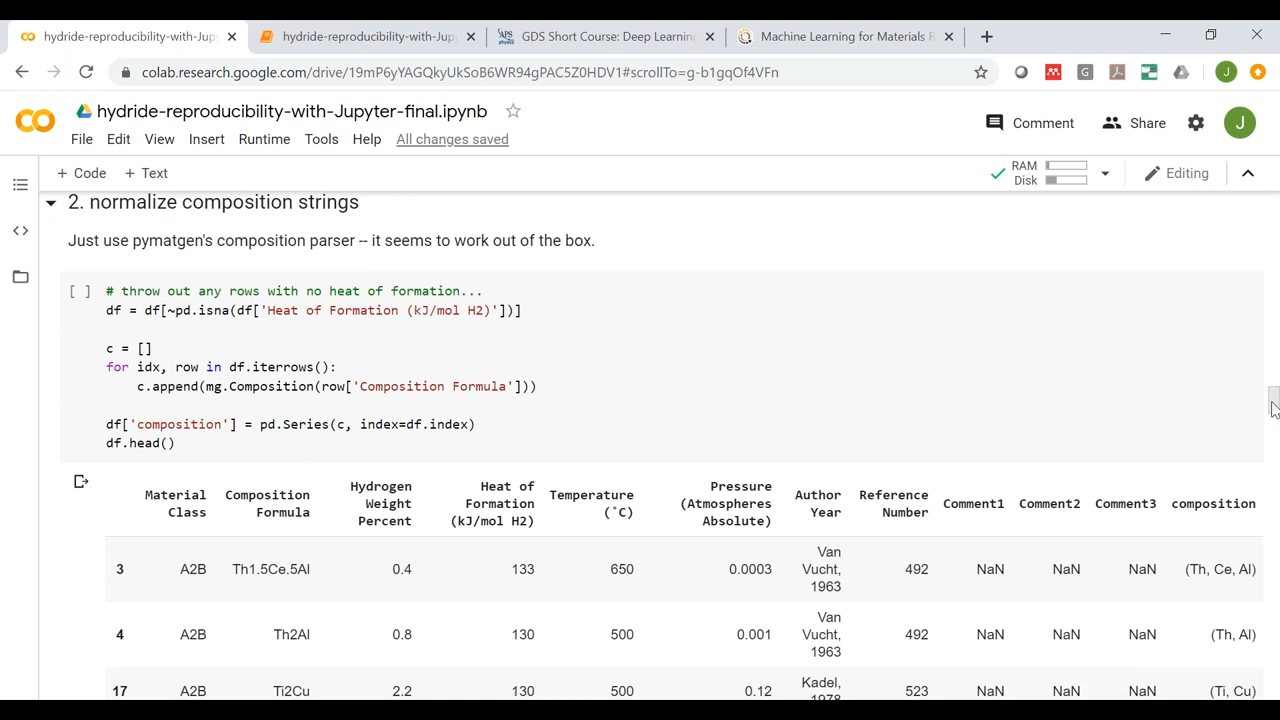 hydride-reproducibility-with-Jupy
hydride-reproducibility-with-Jup
GDS Short Course: Deep Learning
Machine Learning for Materials R
colab.research.google.com/drive/19mP6yYAGQkdUkSoB6WR94gPAC5Z0HDV1#scrollTo=g-b1gqOf4VFn
J
hydride-reproducibility-with-Jupyter-final.ipynb
Comment
Share
J
File Edit View Insert Runtime Tools Help All changes saved
+ Code + Text
RAM
Disk
Editing
2. normalize composition strings
Just use pymatgen's composition parser -- it seems to work out of the box.
[ ] # throw out any rows with no heat of formation...
df = df[~pd.isna(df['Heat of Formation (kJ/mol H2)'])]
c = []
for idx, row in df.iterrows():
c.append(mg.Composition(row['Composition Formula']))
df['composition'] = pd.Series(c, index=df.index)
df.head()
Material Class Composition Formula Hydrogen Weight Percent Heat of Formation (kJ/mol H2) Temperature (˚C) Pressure (Atmospheres Absolute) Author Year Reference Number Comment1 Comment2 Comment3 composition
3 A2B Th1.5Ce.5Al 0.4 133 650 0.0003 Van Vucht, 1963 492 NaN NaN NaN (Th, Ce, Al)
4 A2B Th2Al 0.8 130 500 0.001 Van Vucht, 1963 492 NaN NaN NaN (Th, Al)
17 A2B Ti2Cu 2.2 130 500 0.12 Kadel, 1978 523 NaN NaN NaN (Ti, Cu)